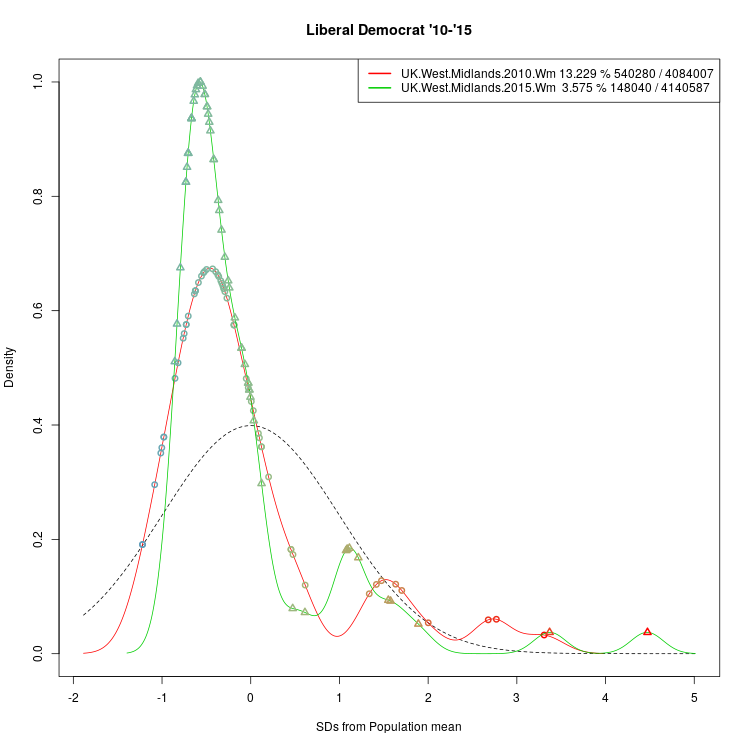 Liberal Democrat '10-'15
UK.West.Midlands.2010.Wm 13.229 % 540280 / 4084007
UK.West.Midlands.2015.Wm 3.575 % 148040 / 4140587
Density
1.0
0.8
0.6
0.4
0.2
0.0
-2 -1 0 1 2 3 4 5
SDs from Population mean